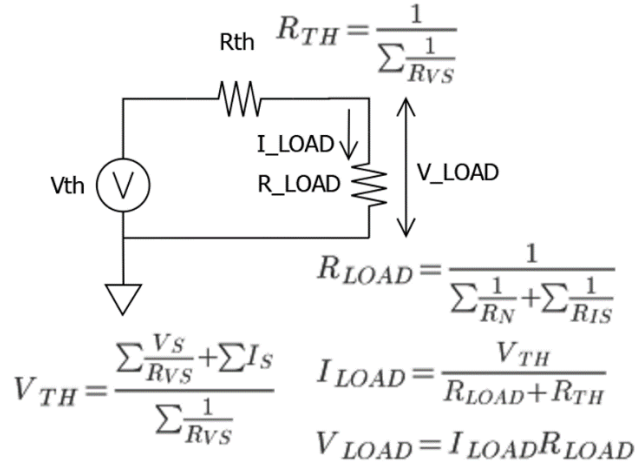 Rth
R_TH = 1 / ∑ 1/R_VS
I_LOAD
Vth
V
R_LOAD
V_LOAD
R_LOAD = 1 / (∑ 1/R_N + ∑ 1/R_IS)
V_TH = (∑ V_S/R_VS + ∑ I_S) / ∑ 1/R_VS
I_LOAD = V_TH / (R_LOAD + R_TH)
V_LOAD = I_LOAD R_LOAD